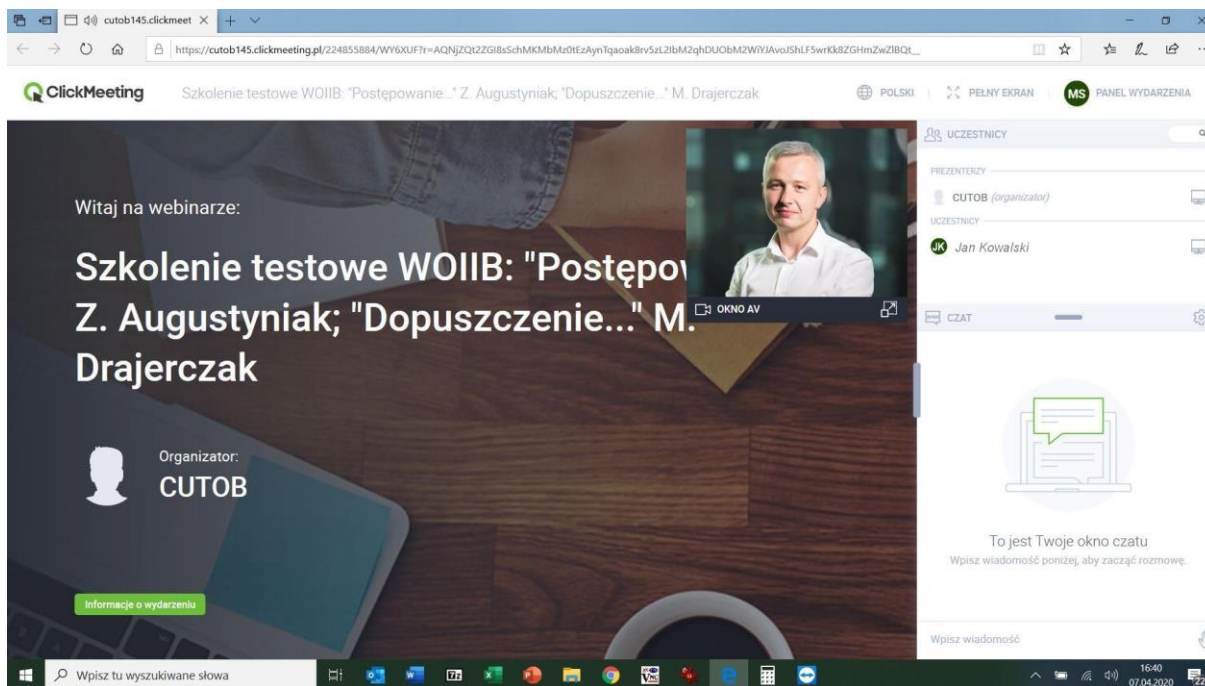 cutob145.clickmeet
https://cutob145.clickmeeting.pl/224855884/WY6XUF?r=AQNjZQt2ZGl8sSchMKMbMz0tEzAynTqaoak8rv5zL2IbM2qhDUObM2WiYJAvoJShLF5wrKk8ZGHmZwZlBQt__
ClickMeeting
Szkolenie testowe WOIIB: "Postępowanie..." Z. Augustyniak; "Dopuszczenie..." M. Drajerczak
POLSKI
PEŁNY EKRAN
MS
PANEL WYDARZENIA
Witaj na webinarze:
Szkolenie testowe WOIIB: "Postępow
Z. Augustyniak; "Dopuszczenie..." M.
Drajerczak
OKNO AV
Organizator:
CUTOB
Informacje o wydarzeniu
UCZESTNICY
PREZENTERZY
CUTOB (organizator)
UCZESTNICY
JK Jan Kowalski
CZAT
To jest Twoje okno czatu
Wpisz wiadomość poniżej, aby zacząć rozmowę.
Wpisz wiadomość
Wpisz tu wyszukiwane słowa
16:40
07.04.2020
22